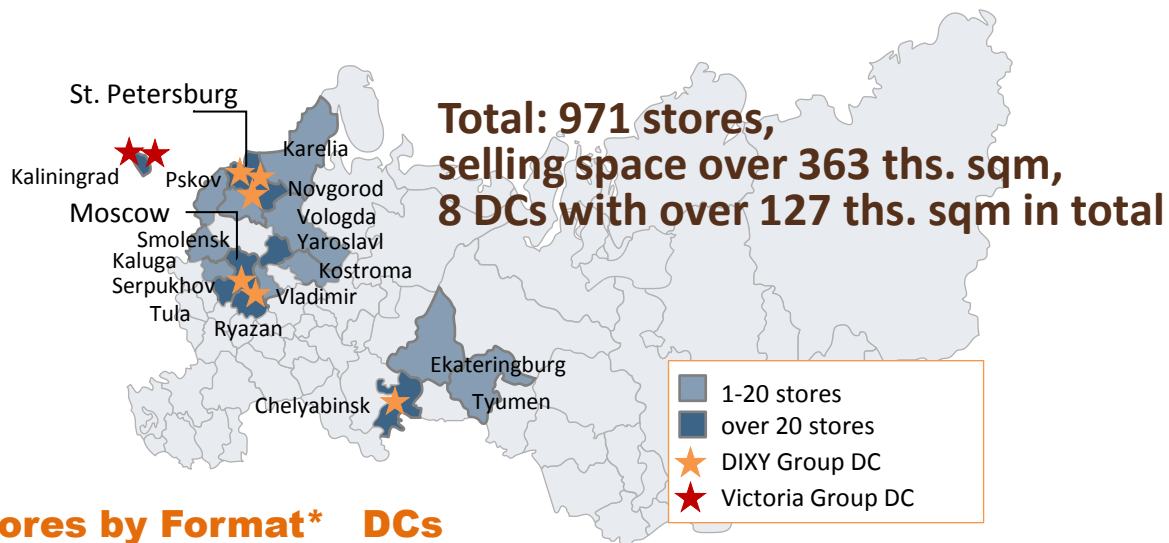 St. Petersburg
Total: 971 stores,
selling space over 363 ths. sqm,
8 DCs with over 127 ths. sqm in total
Karelia
Kaliningrad
Pskov
Novgorod
Moscow
Vologda
Smolensk
Yaroslavl
Kaluga
Kostroma
Serpukhov
Vladimir
Tula
Ryazan
Ekateringburg
Chelyabinsk
Tyumen
1-20 stores
over 20 stores
DIXY Group DC
Victoria Group DC
ores by Format* DCs